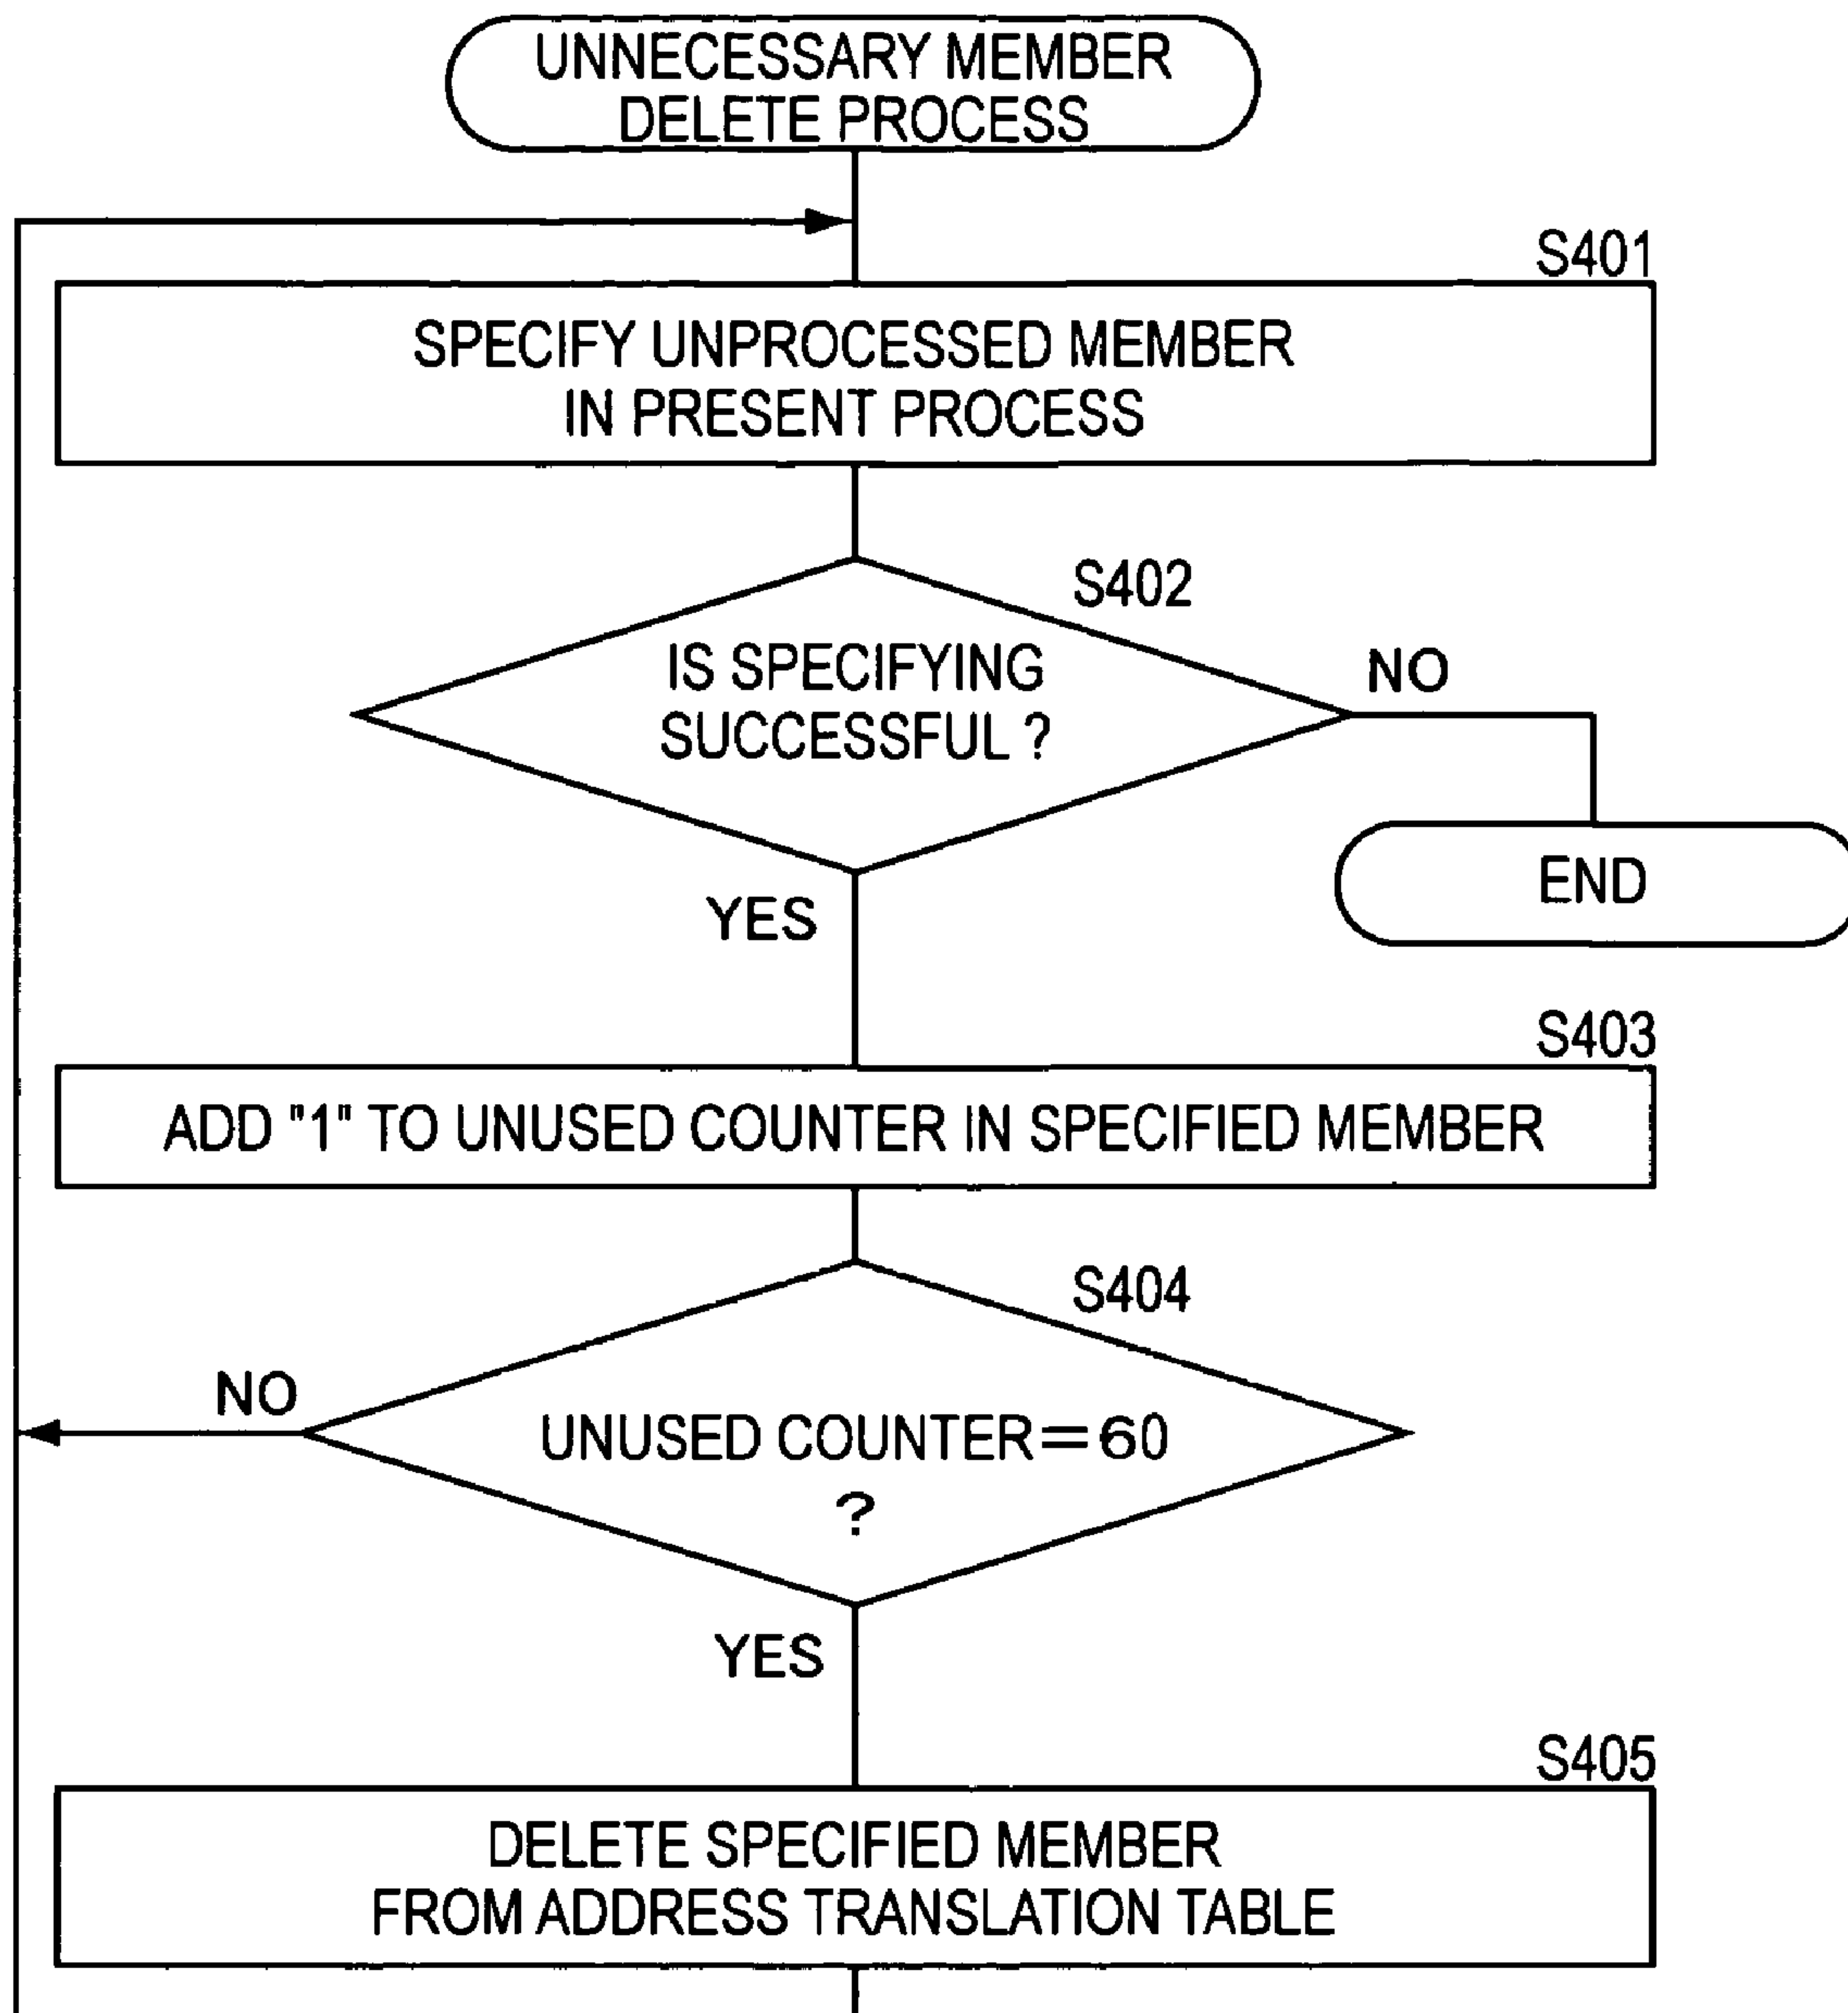 UNNECESSARY MEMBER
DELETE PROCESS
S401
SPECIFY UNPROCESSED MEMBER
IN PRESENT PROCESS
S402
IS SPECIFYING
SUCCESSFUL ?
NO
END
YES
S403
ADD "1" TO UNUSED COUNTER IN SPECIFIED MEMBER
S404
NO
UNUSED COUNTER=60
?
YES
S405
DELETE SPECIFIED MEMBER
FROM ADDRESS TRANSLATION TABLE